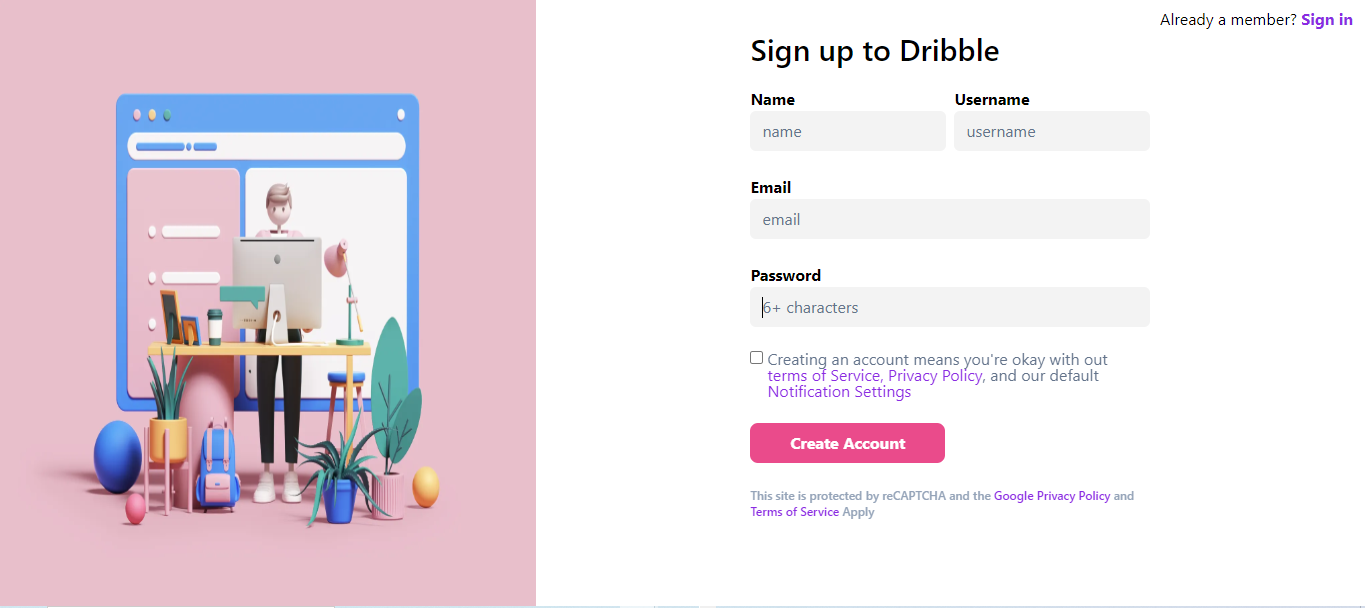 Already a member? Sign in
Sign up to Dribble
Name Username
name username
Email
email
Password
6+ characters
Creating an account means you're okay with out
terms of Service, Privacy Policy, and our default
Notification Settings
Create Account
This site is protected by reCAPTCHA and the Google Privacy Policy and
Terms of Service Apply